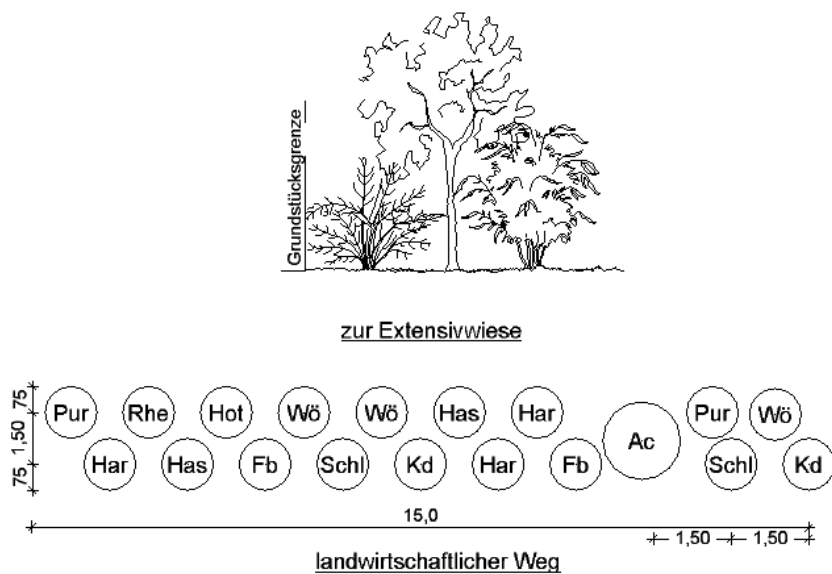 Grundstücksgrenze
zur Extensivwiese
Pur Rhe Hot Wö Wö Has Har Pur Wö
Ac
Har Has Fb Schl Kd Har Fb Schl Kd
75
1,50
75
15,0
1,50 1,50
landwirtschaftlicher Weg